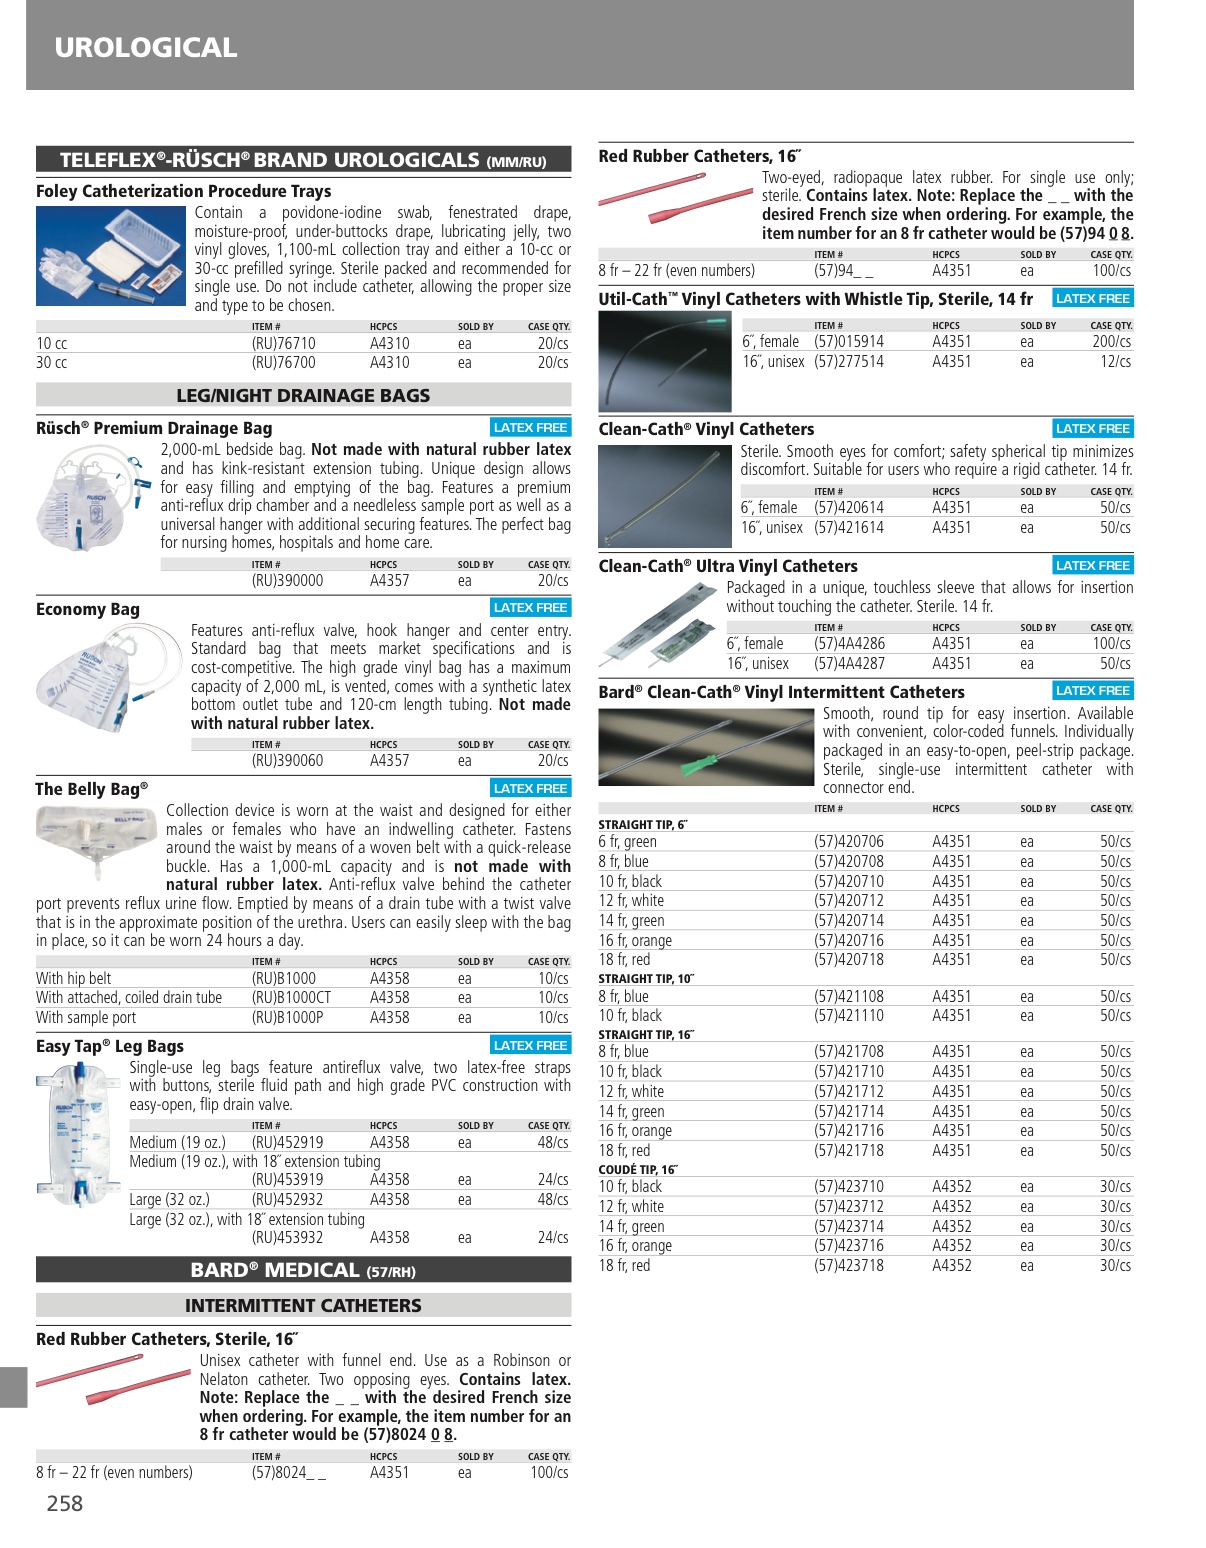 UROLOGICAL
TELEFLEX®-RÜSCH® BRAND UROLOGICALS (MM/RU)
Foley Catheterization Procedure Trays
Contain a povidone-iodine swab, fenestrated drape,
moisture-proof, under-buttocks drape, lubricating jelly, two
vinyl gloves, 1,100-mL collection tray and either a 10-cc or
30-cc prefilled syringe. Sterile packed and recommended for
single use. Do not include catheter, allowing the proper size
and type to be chosen.
ITEM # HCPCS SOLD BY CASE QTY.
10 cc (RU)76710 A4310 ea 20/cs
30 cc (RU)76700 A4310 ea 20/cs
LEG/NIGHT DRAINAGE BAGS
Rüsch® Premium Drainage Bag LATEX FREE
2,000-mL bedside bag. Not made with natural rubber latex
and has kink-resistant extension tubing. Unique design allows
for easy filling and emptying of the bag. Features a premium
anti-reflux drip chamber and a needleless sample port as well as a
universal hanger with additional securing features. The perfect bag
for nursing homes, hospitals and home care.
ITEM # HCPCS SOLD BY CASE QTY.
(RU)390000 A4357 ea 20/cs
Economy Bag LATEX FREE
Features anti-reflux valve, hook hanger and center entry.
Standard bag that meets market specifications and is
cost-competitive. The high grade vinyl bag has a maximum
capacity of 2,000 mL, is vented, comes with a synthetic latex
bottom outlet tube and 120-cm length tubing. Not made
with natural rubber latex.
ITEM # HCPCS SOLD BY CASE QTY.
(RU)390060 A4357 ea 20/cs
The Belly Bag® LATEX FREE
Collection device is worn at the waist and designed for either
males or females who have an indwelling catheter. Fastens
around the waist by means of a woven belt with a quick-release
buckle. Has a 1,000-mL capacity and is not made with
natural rubber latex. Anti-reflux valve behind the catheter
port prevents reflux urine flow. Emptied by means of a drain tube with a twist valve
that is in the approximate position of the urethra. Users can easily sleep with the bag
in place, so it can be worn 24 hours a day.
ITEM # HCPCS SOLD BY CASE QTY.
With hip belt (RU)B1000 A4358 ea 10/cs
With attached, coiled drain tube (RU)B1000CT A4358 ea 10/cs
With sample port (RU)B1000P A4358 ea 10/cs
Easy Tap® Leg Bags LATEX FREE
Single-use leg bags feature antireflux valve, two latex-free straps
with buttons, sterile fluid path and high grade PVC construction with
easy-open, flip drain valve.
ITEM # HCPCS SOLD BY CASE QTY.
Medium (19 oz.) (RU)452919 A4358 ea 48/cs
Medium (19 oz.), with 18˝ extension tubing
(RU)453919 A4358 ea 24/cs
Large (32 oz.) (RU)452932 A4358 ea 48/cs
Large (32 oz.), with 18˝ extension tubing
(RU)453932 A4358 ea 24/cs
BARD® MEDICAL (57/RH)
INTERMITTENT CATHETERS
Red Rubber Catheters, Sterile, 16˝
Unisex catheter with funnel end. Use as a Robinson or
Nelaton catheter. Two opposing eyes. Contains latex.
Note: Replace the _ _ with the desired French size
when ordering. For example, the item number for an
8 fr catheter would be (57)8024 0 8.
ITEM # HCPCS SOLD BY CASE QTY.
8 fr – 22 fr (even numbers) (57)8024_ _ A4351 ea 100/cs
258
Red Rubber Catheters, 16˝
Two-eyed, radiopaque latex rubber. For single use only;
sterile. Contains latex. Note: Replace the _ _ with the
desired French size when ordering. For example, the
item number for an 8 fr catheter would be (57)94 0 8.
ITEM # HCPCS SOLD BY CASE QTY.
8 fr – 22 fr (even numbers) (57)94_ _ A4351 ea 100/cs
Util-Cath™ Vinyl Catheters with Whistle Tip, Sterile, 14 fr LATEX FREE
ITEM # HCPCS SOLD BY CASE QTY.
6˝, female (57)015914 A4351 ea 200/cs
16˝, unisex (57)277514 A4351 ea 12/cs
Clean-Cath® Vinyl Catheters LATEX FREE
Sterile. Smooth eyes for comfort; safety spherical tip minimizes
discomfort. Suitable for users who require a rigid catheter. 14 fr.
ITEM # HCPCS SOLD BY CASE QTY.
6˝, female (57)420614 A4351 ea 50/cs
16˝, unisex (57)421614 A4351 ea 50/cs
Clean-Cath® Ultra Vinyl Catheters LATEX FREE
Packaged in a unique, touchless sleeve that allows for insertion
without touching the catheter. Sterile. 14 fr.
ITEM # HCPCS SOLD BY CASE QTY.
6˝, female (57)4A4286 A4351 ea 100/cs
16˝, unisex (57)4A4287 A4351 ea 50/cs
Bard® Clean-Cath® Vinyl Intermittent Catheters LATEX FREE
Smooth, round tip for easy insertion. Available
with convenient, color-coded funnels. Individually
packaged in an easy-to-open, peel-strip package.
Sterile, single-use intermittent catheter with
connector end.
ITEM # HCPCS SOLD BY CASE QTY.
STRAIGHT TIP, 6˝
6 fr, green (57)420706 A4351 ea 50/cs
8 fr, blue (57)420708 A4351 ea 50/cs
10 fr, black (57)420710 A4351 ea 50/cs
12 fr, white (57)420712 A4351 ea 50/cs
14 fr, green (57)420714 A4351 ea 50/cs
16 fr, orange (57)420716 A4351 ea 50/cs
18 fr, red (57)420718 A4351 ea 50/cs
STRAIGHT TIP, 10˝
8 fr, blue (57)421108 A4351 ea 50/cs
10 fr, black (57)421110 A4351 ea 50/cs
STRAIGHT TIP, 16˝
8 fr, blue (57)421708 A4351 ea 50/cs
10 fr, black (57)421710 A4351 ea 50/cs
12 fr, white (57)421712 A4351 ea 50/cs
14 fr, green (57)421714 A4351 ea 50/cs
16 fr, orange (57)421716 A4351 ea 50/cs
18 fr, red (57)421718 A4351 ea 50/cs
COUDÉ TIP, 16˝
10 fr, black (57)423710 A4352 ea 30/cs
12 fr, white (57)423712 A4352 ea 30/cs
14 fr, green (57)423714 A4352 ea 30/cs
16 fr, orange (57)423716 A4352 ea 30/cs
18 fr, red (57)423718 A4352 ea 30/cs